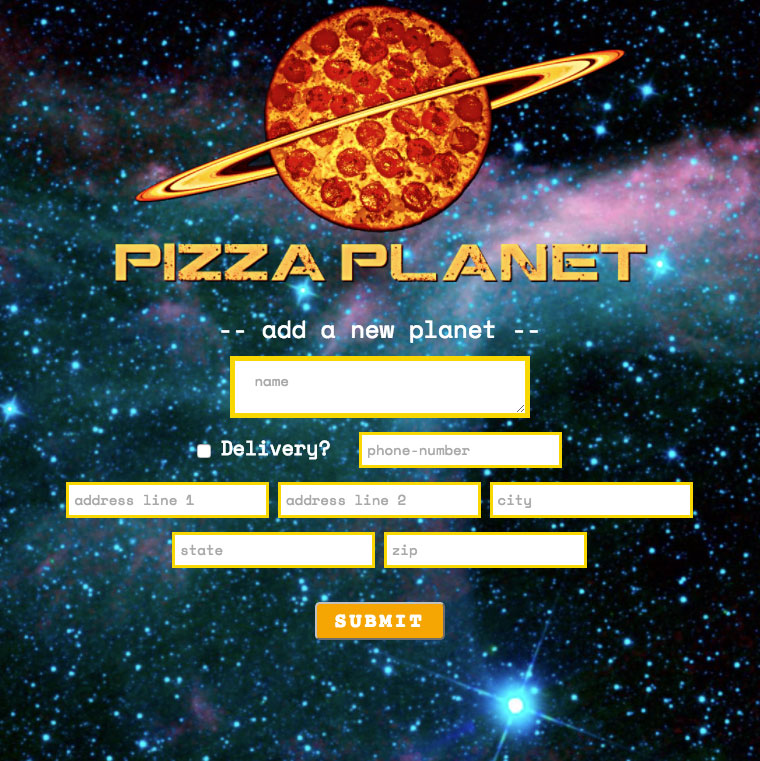 PIZZA PLANET
-- add a new planet --
name
Delivery? phone-number
address line 1 address line 2 city
state zip
SUBMIT